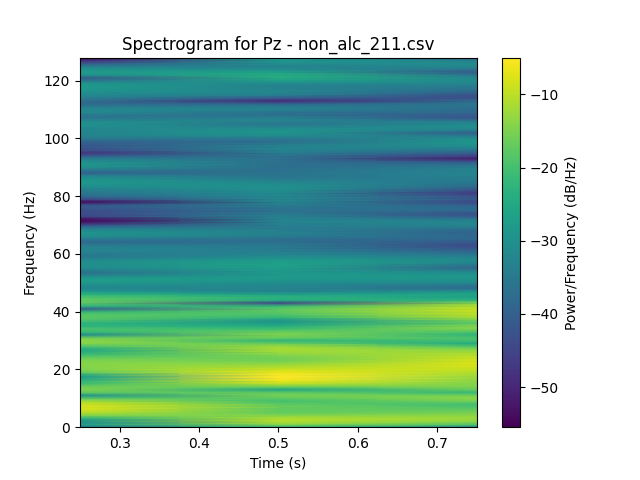 Spectrogram for Pz - non_alc_211.csv
120
100
80
60
40
20
0
Frequency (Hz)
0.3 0.4 0.5 0.6 0.7
Time (s)
−10
−20
−30
−40
−50
Power/Frequency (dB/Hz)